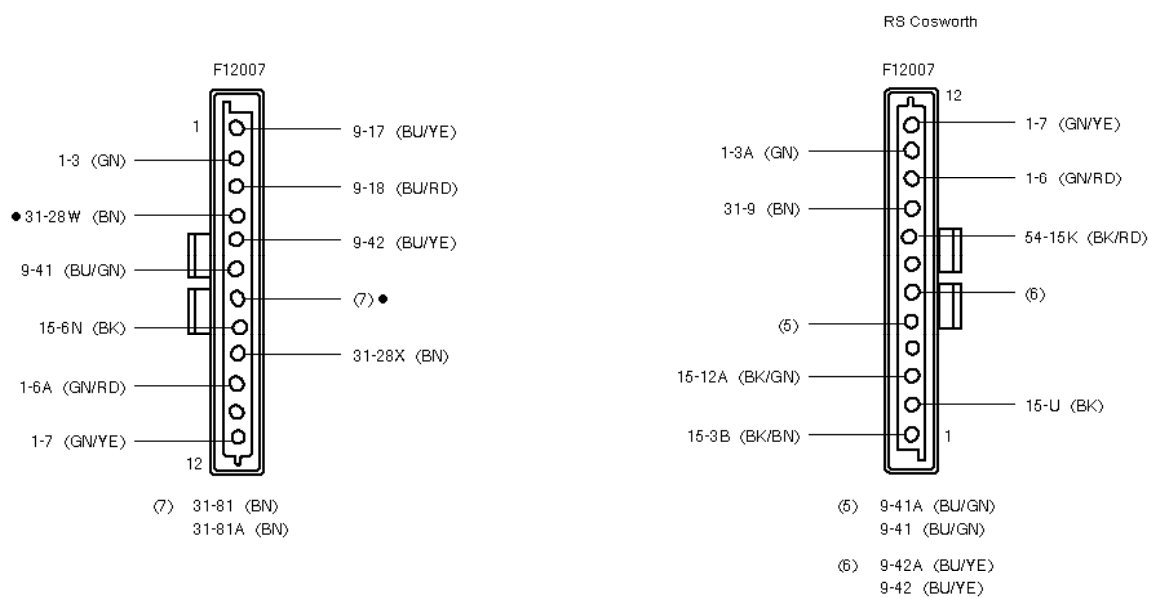 RS Cosworth
F12007
1
9-17 (BU/YE)
1-3 (GN)
9-18 (BU/RD)
●31-28W (BN)
9-42 (BU/YE)
9-41 (BU/GN)
(7)●
15-6N (BK)
31-28X (BN)
1-6A (GN/RD)
1-7 (GN/YE)
12
(7) 31-81 (BN)
31-81A (BN)
F12007
12
1-7 (GN/YE)
1-3A (GN)
1-6 (GN/RD)
31-9 (BN)
54-15K (BK/RD)
(6)
(5)
15-12A (BK/GN)
15-U (BK)
15-3B (BK/BN)
1
(5) 9-41A (BU/GN)
9-41 (BU/GN)
(6) 9-42A (BU/YE)
9-42 (BU/YE)